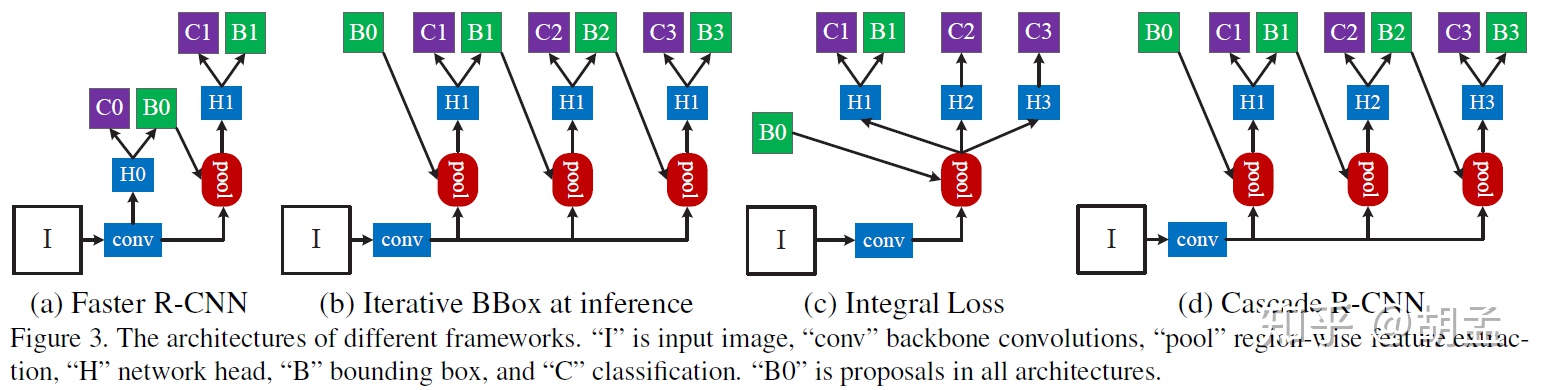 C1 B1 B0 C1 B1 C2 B2 C3 B3 C1 B1 C2 C3 B0 C1 B1 C2 B2 C3 B3
C0 B0 H1 H1 H1 H1 H1 H2 H3 H1 H2 H3
B0
H0 pool pool pool pool pool pool pool pool
I conv I conv I conv I conv
(a) Faster R-CNN (b) Iterative BBox at inference (c) Integral Loss (d) Cascade R-CNN
Figure 3. The architectures of different frameworks. “I” is input image, “conv” backbone convolutions, “pool” region-wise feature extrac-
tion, “H” network head, “B” bounding box, and “C” classification. “B0” is proposals in all architectures.
知乎 @胡孟